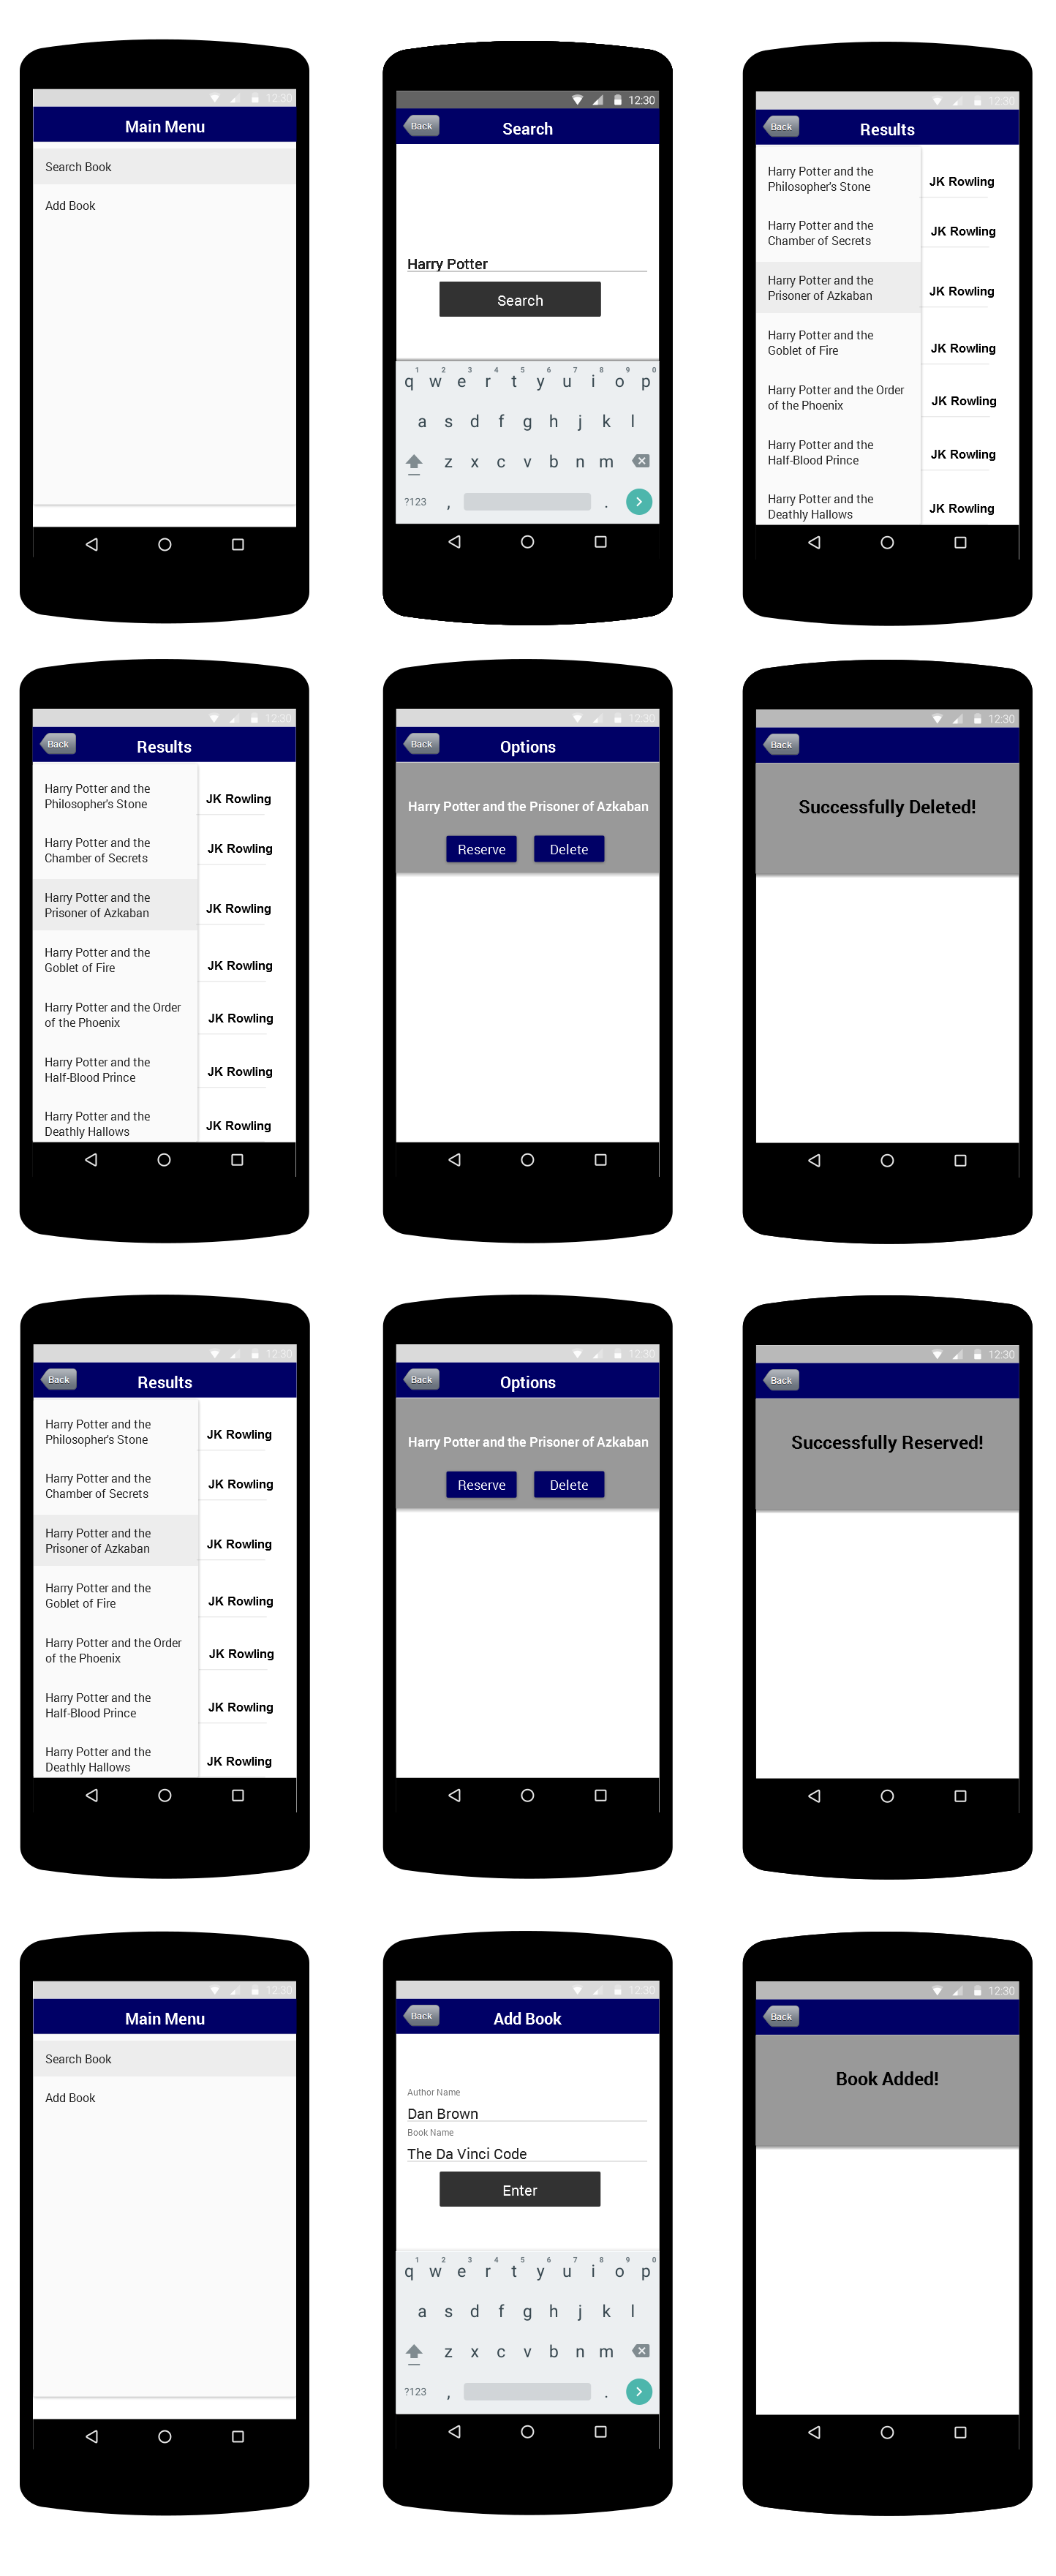 12:30
Main Menu
Search Book
Add Book
12:30
Back
Search
Harry Potter
Search
1 2 3 4 5 6 7 8 9 0
q w e r t y u i o p
a s d f g h j k l
z x c v b n m
?123 , .
12:30
Back
Results
Harry Potter and the
Philosopher's Stone
JK Rowling
Harry Potter and the
Chamber of Secrets
JK Rowling
Harry Potter and the
Prisoner of Azkaban
JK Rowling
Harry Potter and the
Goblet of Fire
JK Rowling
Harry Potter and the Order
of the Phoenix
JK Rowling
Harry Potter and the
Half-Blood Prince
JK Rowling
Harry Potter and the
Deathly Hallows
JK Rowling
12:30
Back
Results
Harry Potter and the
Philosopher's Stone
JK Rowling
Harry Potter and the
Chamber of Secrets
JK Rowling
Harry Potter and the
Prisoner of Azkaban
JK Rowling
Harry Potter and the
Goblet of Fire
JK Rowling
Harry Potter and the Order
of the Phoenix
JK Rowling
Harry Potter and the
Half-Blood Prince
JK Rowling
Harry Potter and the
Deathly Hallows
JK Rowling
12:30
Back
Options
Harry Potter and the Prisoner of Azkaban
Reserve Delete
12:30
Back
Successfully Deleted!
12:30
Back
Results
Harry Potter and the
Philosopher's Stone
JK Rowling
Harry Potter and the
Chamber of Secrets
JK Rowling
Harry Potter and the
Prisoner of Azkaban
JK Rowling
Harry Potter and the
Goblet of Fire
JK Rowling
Harry Potter and the Order
of the Phoenix
JK Rowling
Harry Potter and the
Half-Blood Prince
JK Rowling
Harry Potter and the
Deathly Hallows
JK Rowling
12:30
Back
Options
Harry Potter and the Prisoner of Azkaban
Reserve Delete
12:30
Back
Successfully Reserved!
12:30
Main Menu
Search Book
Add Book
12:30
Back
Add Book
Author Name
Dan Brown
Book Name
The Da Vinci Code
Enter
1 2 3 4 5 6 7 8 9 0
q w e r t y u i o p
a s d f g h j k l
z x c v b n m
?123 , .
12:30
Back
Book Added!